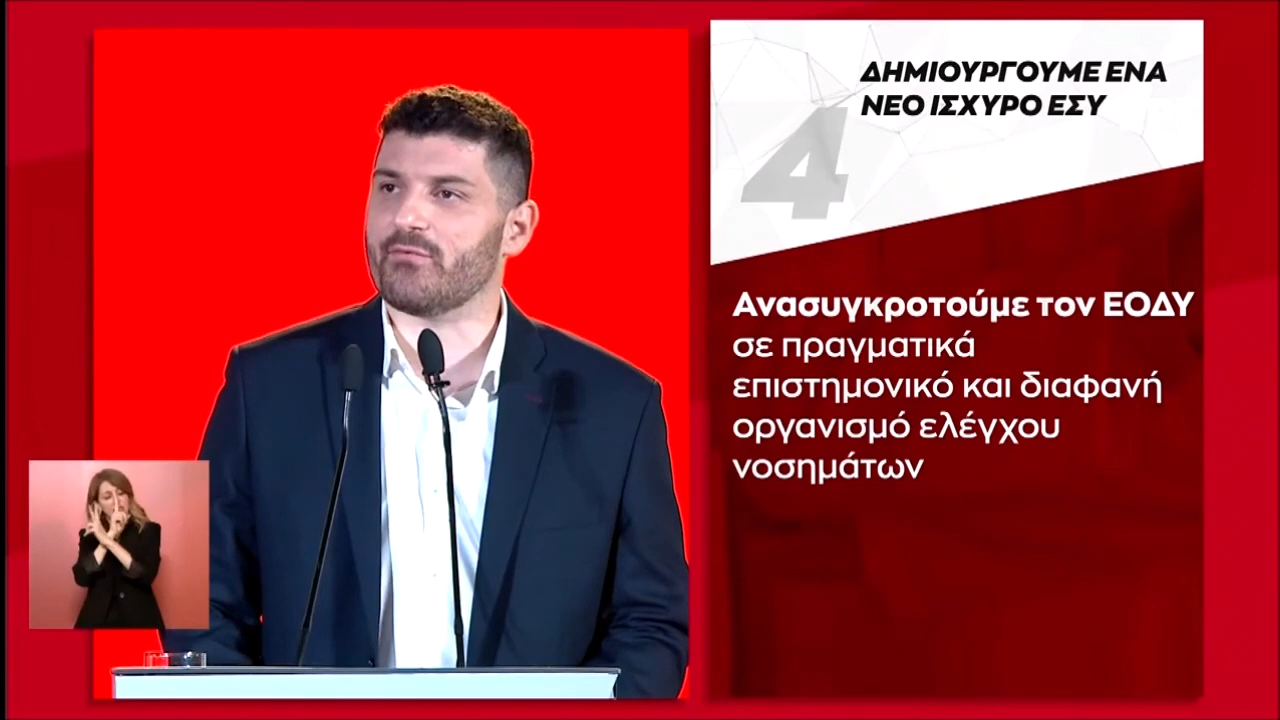 4
ΔΗΜΙΟΥΡΓΟΥΜΕ ΕΝΑ
ΝΕΟ ΙΣΧΥΡΟ ΕΣΥ
Ανασυγκροτούμε τον ΕΟΔΥ
σε πραγματικά
επιστημονικό και διαφανή
οργανισμό ελέγχου
νοσημάτων